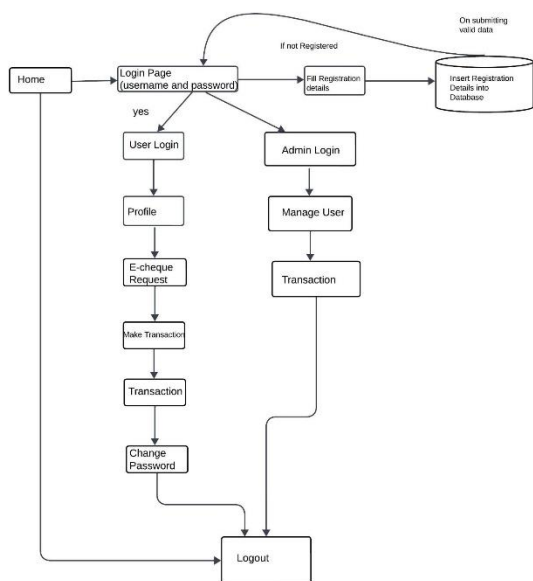 On submitting
valid data
If not Registered
Home
Login Page
(username and password)
Fill Registration
details
Insert Registration
Details into
Database
yes
User Login
Admin Login
Profile
Manage User
E-cheque
Request
Transaction
Make Transaction
Transaction
Change
Password
Logout